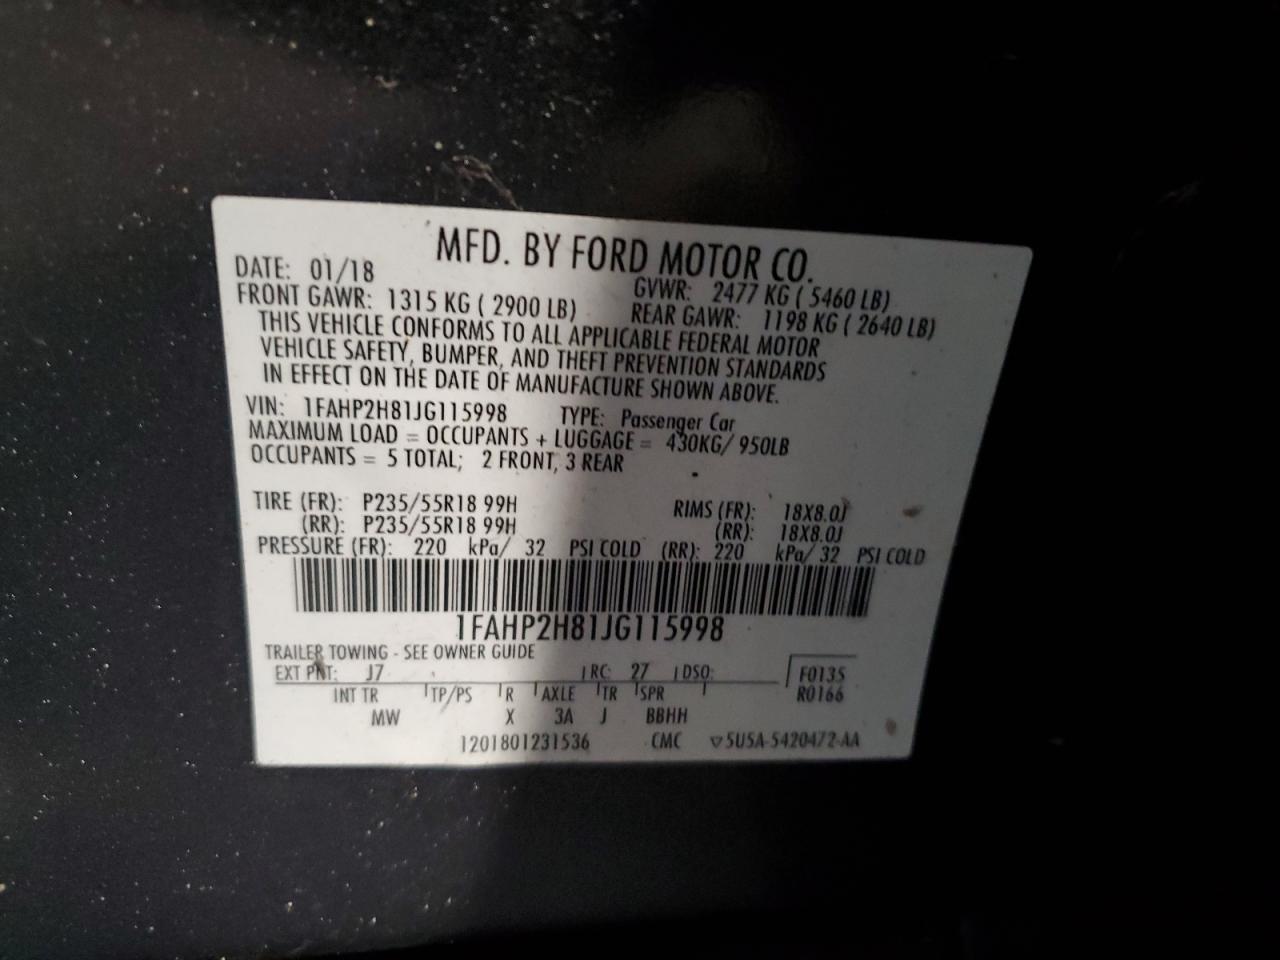 MFD. BY FORD MOTOR CO.
DATE: 01/18 GVWR: 2477 KG ( 5460 LB)
FRONT GAWR: 1315 KG ( 2900 LB) REAR GAWR: 1198 KG ( 2640 LB)
THIS VEHICLE CONFORMS TO ALL APPLICABLE FEDERAL MOTOR
VEHICLE SAFETY, BUMPER, AND THEFT PREVENTION STANDARDS
IN EFFECT ON THE DATE OF MANUFACTURE SHOWN ABOVE.
VIN: 1FAHP2H81JG115998 TYPE: Passenger Car
MAXIMUM LOAD = OCCUPANTS + LUGGAGE = 430KG/ 950LB
OCCUPANTS = 5 TOTAL; 2 FRONT, 3 REAR
TIRE (FR): P235/55R18 99H RIMS (FR): 18X8.0J
(RR): P235/55R18 99H (RR): 18X8.0J
PRESSURE (FR): 220 kPa/ 32 PSI COLD (RR): 220 kPa/ 32 PSI COLD
1FAHP2H81JG115998
TRAILER TOWING - SEE OWNER GUIDE
EXT PNT: J7 RC: 27 DSO: F0135
INT TR TP/PS R AXLE TR SPR R0166
MW X 3A J BBHH
1201801231536 CMC ▽5U5A-5420472-AA